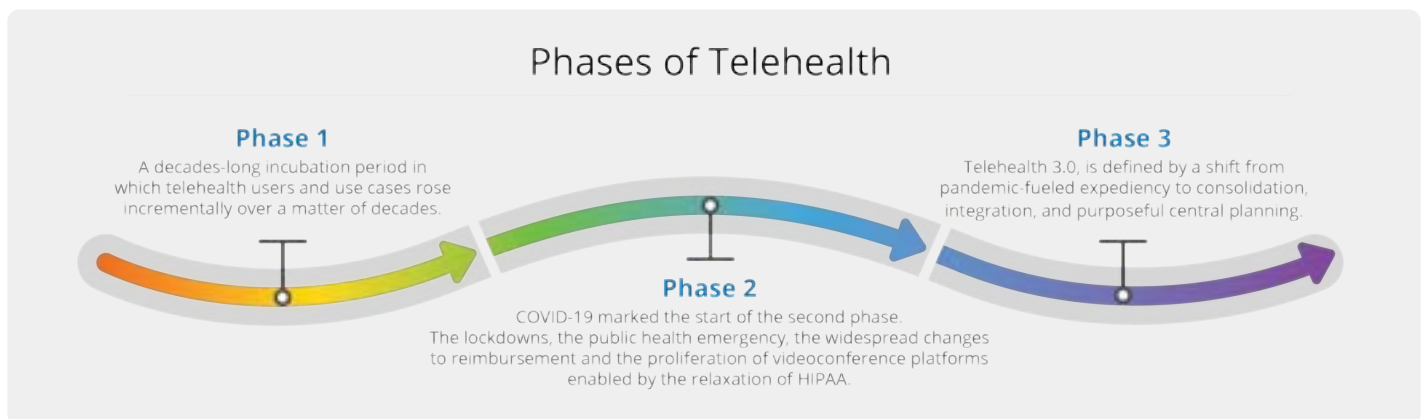 Phases of Telehealth
Phase 1
A decades-long incubation period in
which telehealth users and use cases rose
incrementally over a matter of decades.
Phase 2
COVID-19 marked the start of the second phase.
The lockdowns, the public health emergency, the widespread changes
to reimbursement and the proliferation of videoconference platforms
enabled by the relaxation of HIPAA.
Phase 3
Telehealth 3.0, is defined by a shift from
pandemic-fueled expediency to consolidation,
integration, and purposeful central planning.